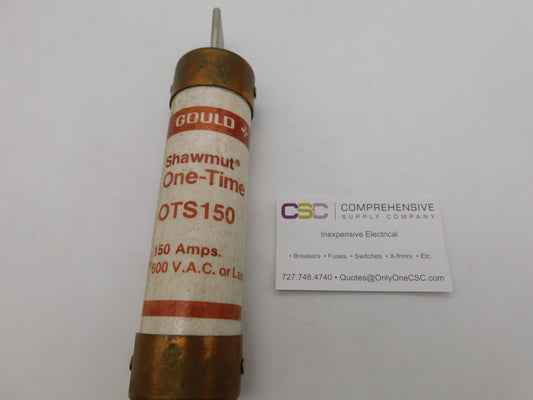 GOULD
Shawmut®
One-Time
OTS150
150 Amps.
600 V.A.C. or
CSC
COMPREHENSIVE
SUPPLY COMPANY
Inexpensive Electrical
• Breakers • Fuses • Switches • X-frmrs • Etc.
727.748.4740 • Quotes@OnlyOneCSC.com